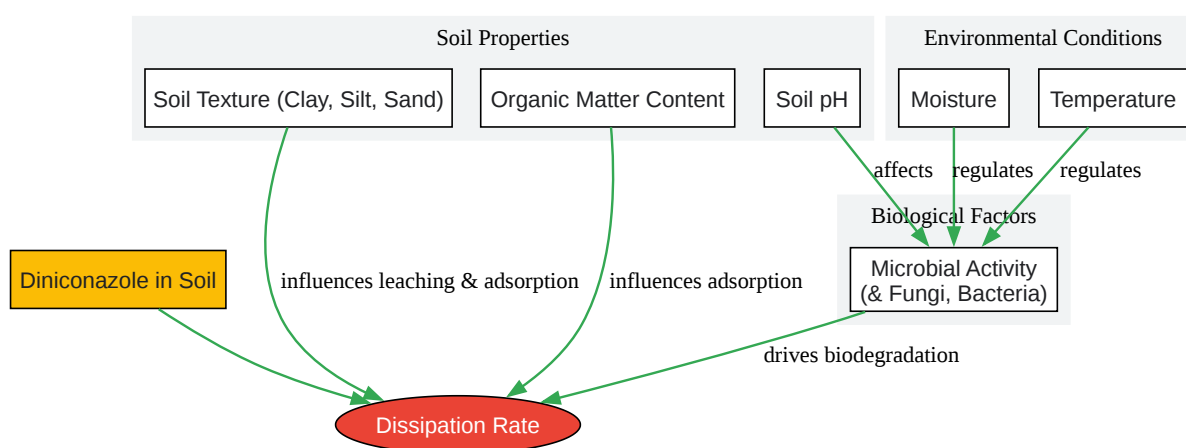 Soil Properties
Environmental Conditions
Soil Texture (Clay, Silt, Sand)
Organic Matter Content
Soil pH
Moisture
Temperature
affects
regulates
regulates
Biological Factors
Diniconazole in Soil
influences leaching & adsorption
influences adsorption
Microbial Activity
(& Fungi, Bacteria)
drives biodegradation
Dissipation Rate